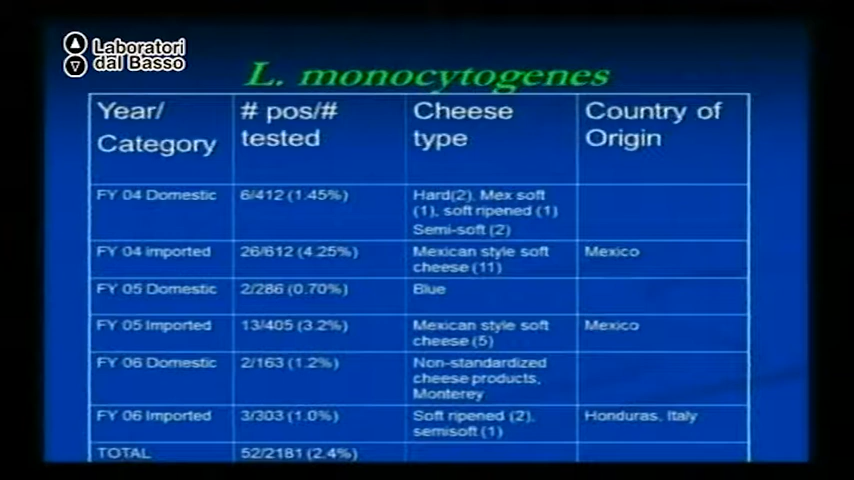 Laboratori
dal Basso
L. monocytogenes
Year/
Category
# pos/#
tested
Cheese
type
Country of
Origin
FY 04 Domestic
6/412 (1.45%)
Hard(2), Mex soft
(1), soft ripened (1)
Semi-soft (2)
FY 04 Imported
26/612 (4.25%)
Mexican style soft
cheese (11)
Mexico
FY 05 Domestic
2/286 (0.70%)
Blue
FY 05 Imported
13/405 (3.2%)
Mexican style soft
cheese (5)
Mexico
FY 06 Domestic
2/163 (1.2%)
Non-standardized
cheese products,
Monterey
FY 06 Imported
3/303 (1.0%)
Soft ripened (2),
semisoft (1)
Honduras, Italy
TOTAL
52/2181 (2.4%)